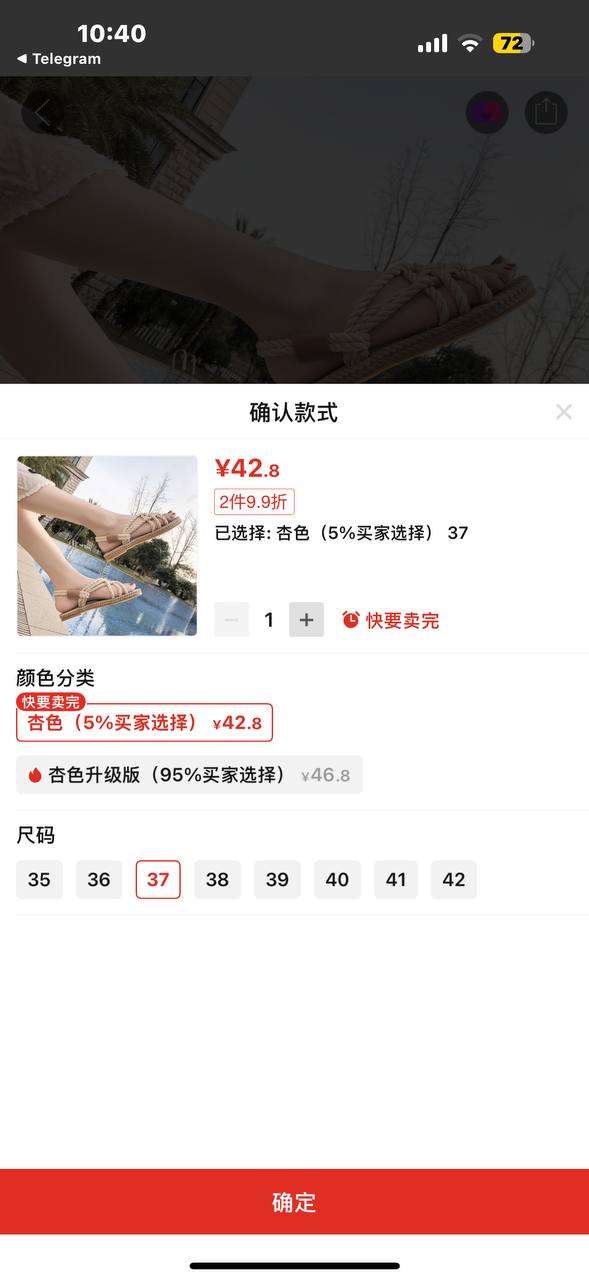 10:40
72
◀ Telegram
确认款式
¥42.8
2件9.9折
已选择: 杏色（5%买家选择） 37
1
快要卖完
颜色分类
快要卖完
杏色（5%买家选择） ¥42.8
杏色升级版（95%买家选择） ¥46.8
尺码
35 36 37 38 39 40 41 42
确定